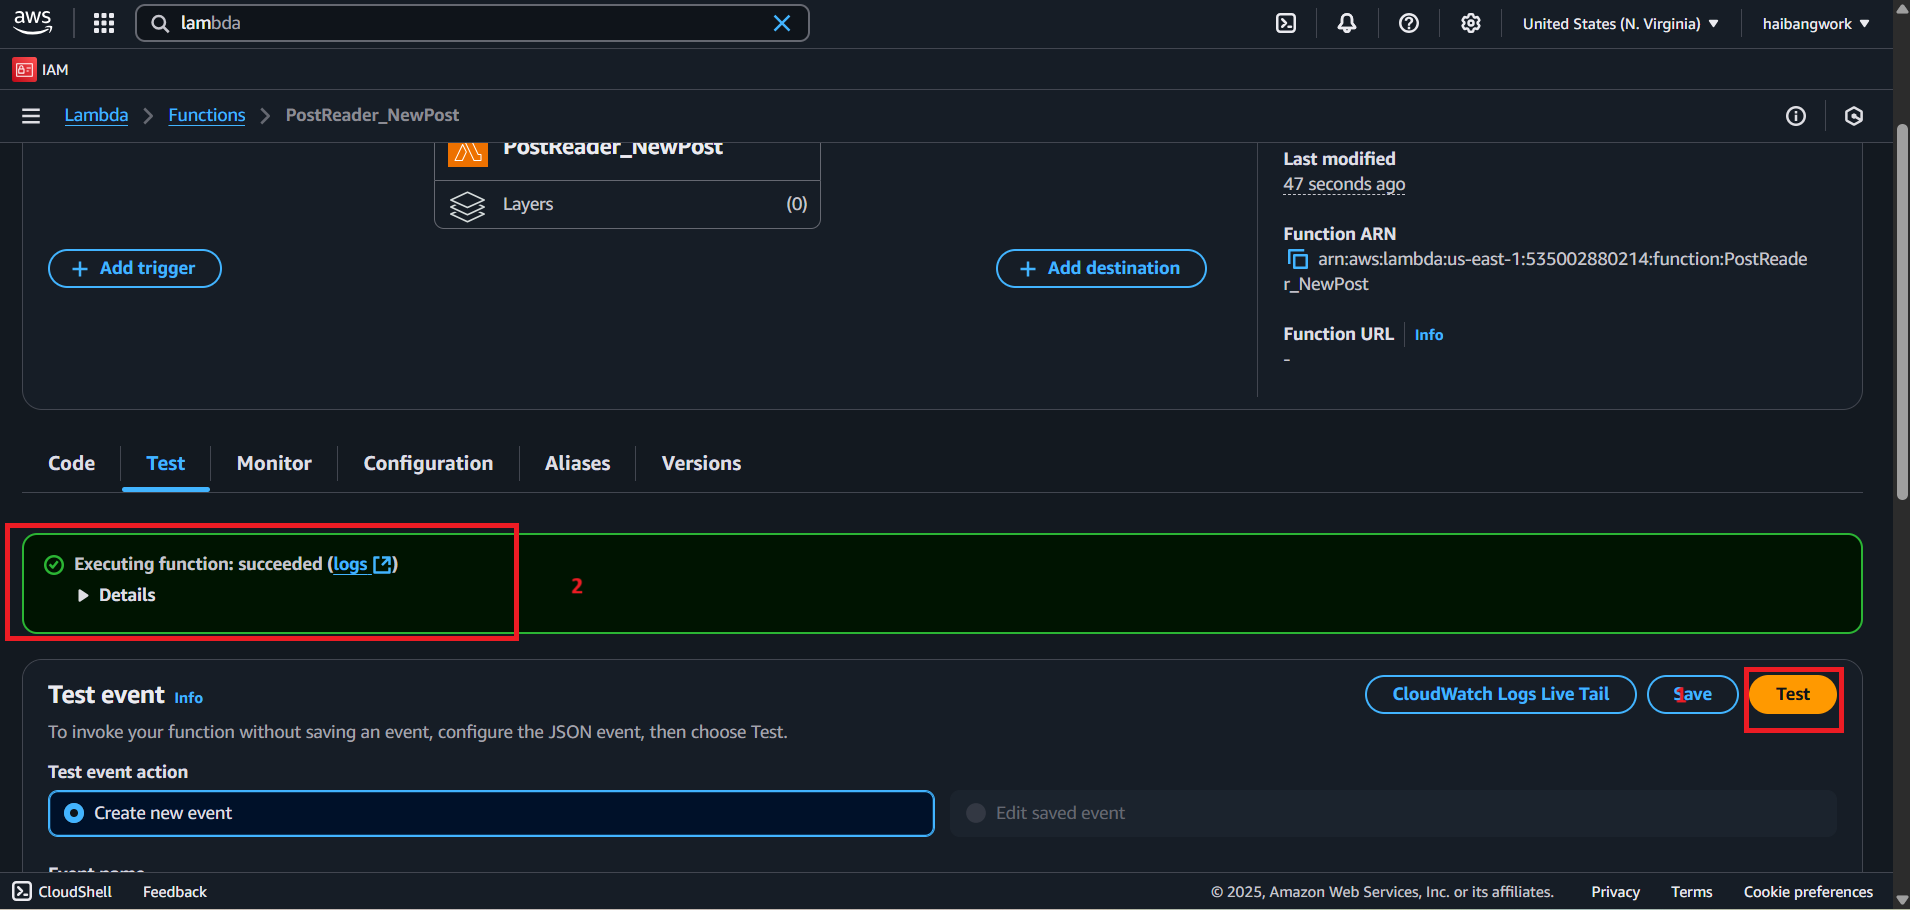 aws
lambda
United States (N. Virginia)
haibangwork
IAM
Lambda
Functions
PostReader_NewPost
PostReader_NewPost
Layers
(0)
Add trigger
Add destination
Last modified
47 seconds ago
Function ARN
arn:aws:lambda:us-east-1:535002880214:function:PostReade
r_NewPost
Function URL
Info
-
Code
Test
Monitor
Configuration
Aliases
Versions
Executing function: succeeded (logs)
Details
2
Test event Info
CloudWatch Logs Live Tail
Save
1
Test
To invoke your function without saving an event, configure the JSON event, then choose Test.
Test event action
Create new event
Edit saved event
Event name
CloudShell
Feedback
© 2025, Amazon Web Services, Inc. or its affiliates.
Privacy
Terms
Cookie preferences